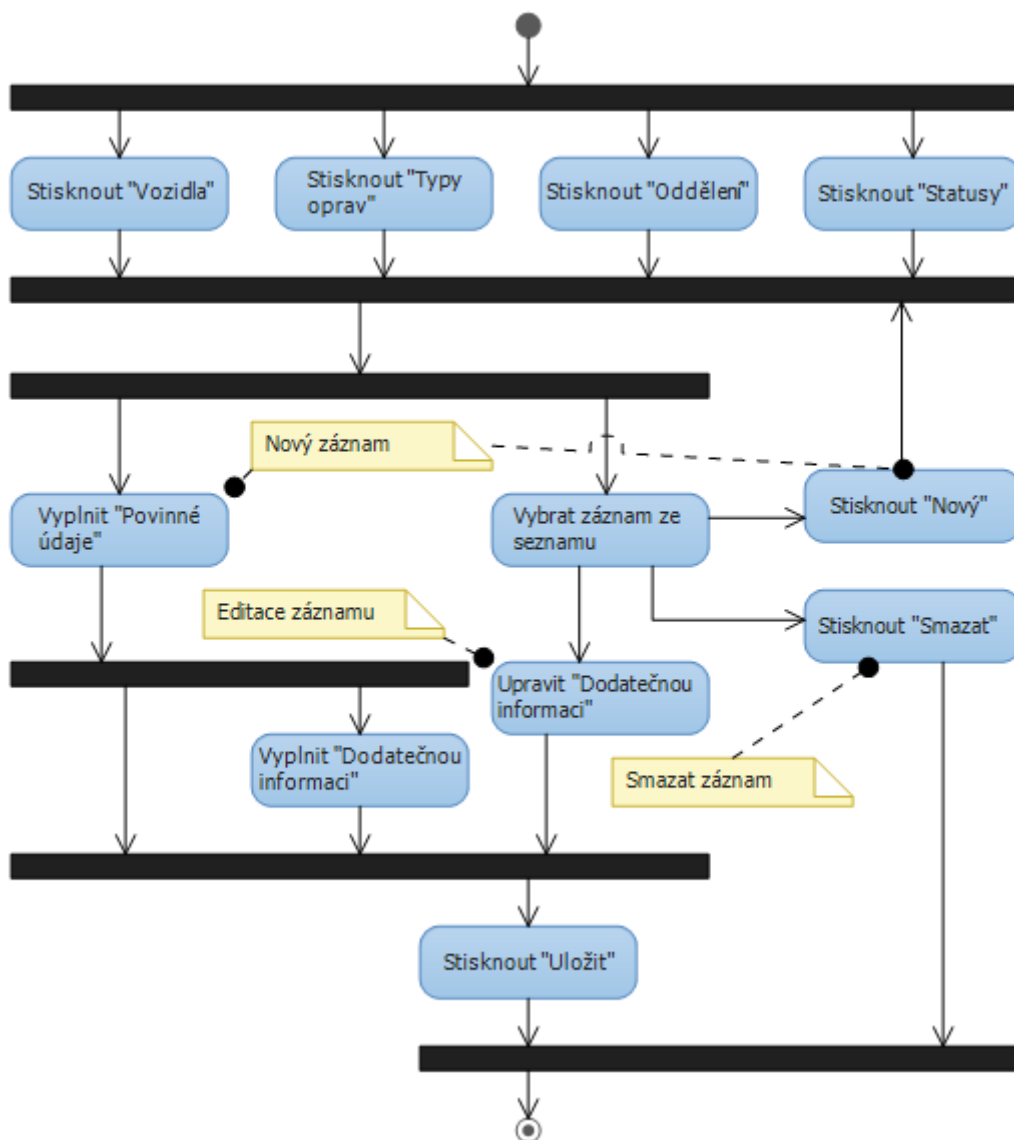 Stisknout "Vozidla"
Stisknout "Typy
oprav"
Stisknout "Oddělení"
Stisknout "Statusy"
Nový záznam
Vyplnit "Povinné
údaje"
Vybrat záznam ze
seznamu
Stisknout "Nový"
Editace záznamu
Stisknout "Smazat"
Upravit "Dodatečnou
informaci"
Vyplnit "Dodatečnou
informaci"
Smazat záznam
Stisknout "Uložit"